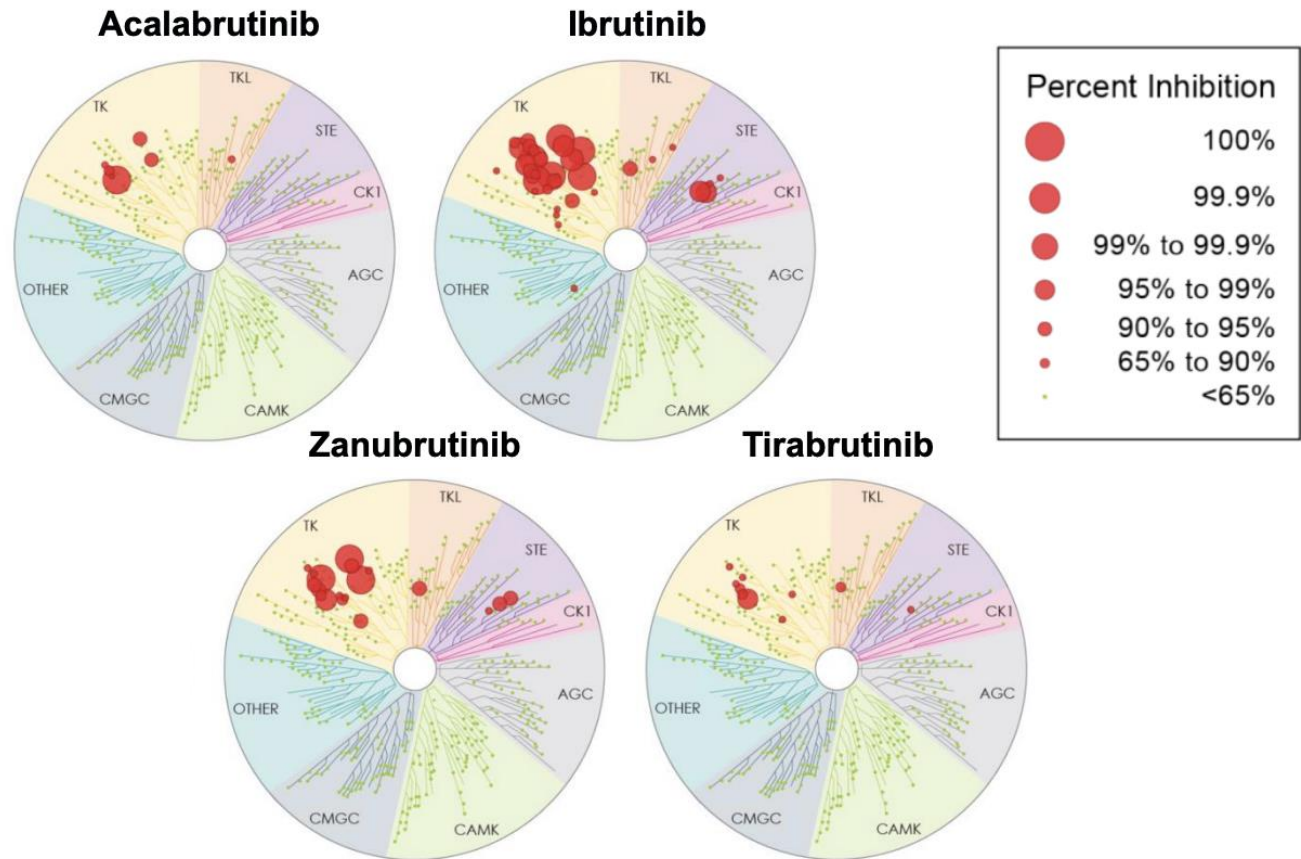 Acalabrutinib
Ibrutinib
TK
TKL
STE
CK1
AGC
CAMK
CMGC
OTHER
TK
TKL
STE
CK1
AGC
CAMK
CMGC
OTHER
Percent Inhibition
100%
99.9%
99% to 99.9%
95% to 99%
90% to 95%
65% to 90%
<65%
Zanubrutinib
Tirabrutinib
TK
TKL
STE
CK1
AGC
CAMK
CMGC
OTHER
TK
TKL
STE
CK1
AGC
CAMK
CMGC
OTHER